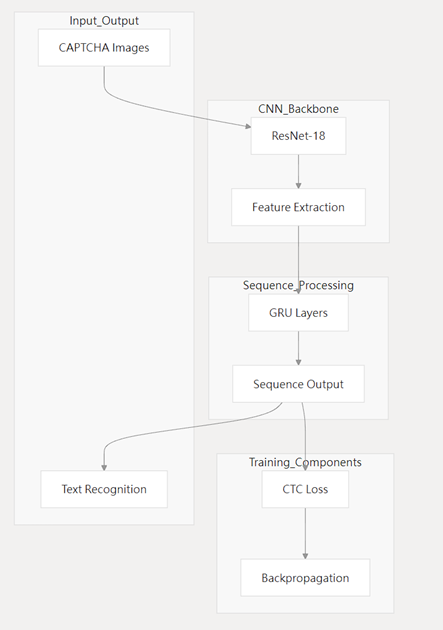 Input_Output
CAPTCHA Images
CNN_Backbone
ResNet-18
Feature Extraction
Sequence_Processing
GRU Layers
Sequence Output
Training_Components
Text Recognition
CTC Loss
Backpropagation